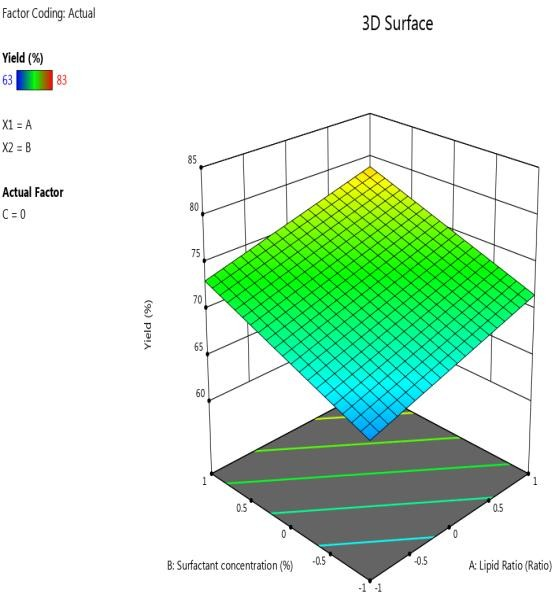 Factor Coding: Actual
3D Surface
Yield (%)
63 83
X1 = A
X2 = B
Actual Factor
C = 0
85
80
75
70
65
60
Yield (%)
1
0.5
0
-0.5
-1
B: Surfactant concentration (%)
-1
-0.5
0
0.5
1
A: Lipid Ratio (Ratio)